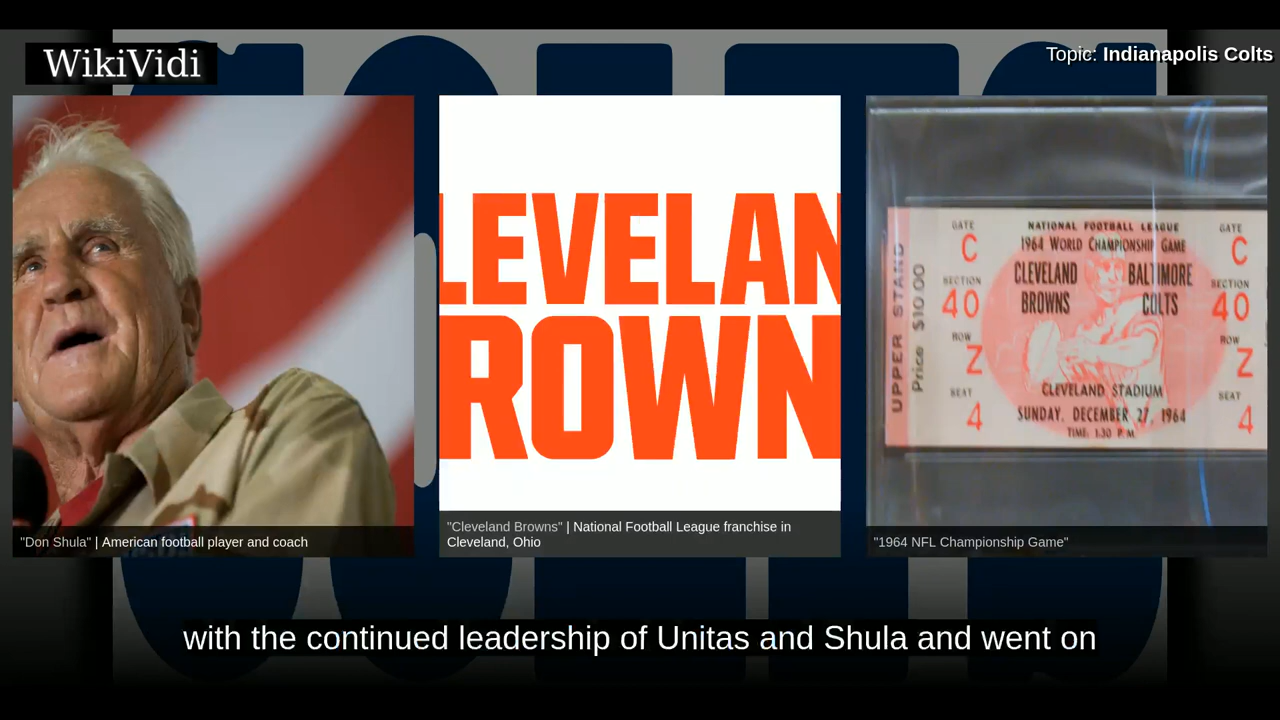 WikiVidi
Topic: Indianapolis Colts
LEVELAN
ROWN
UPPER STAND
Price $10.00
GATE
C
SECTION
40
ROW
Z
SEAT
4
NATIONAL FOOTBALL LEAGUE
1964 WORLD CHAMPIONSHIP GAME
CLEVELAND BALTIMORE
BROWNS COLTS
CLEVELAND STADIUM
SUNDAY, DECEMBER 27, 1964
TIME: 1:30 P.M.
GATE
C
SECTION
40
ROW
Z
SEAT
4
"Don Shula" | American football player and coach
"Cleveland Browns" | National Football League franchise in
Cleveland, Ohio
"1964 NFL Championship Game"
with the continued leadership of Unitas and Shula and went on